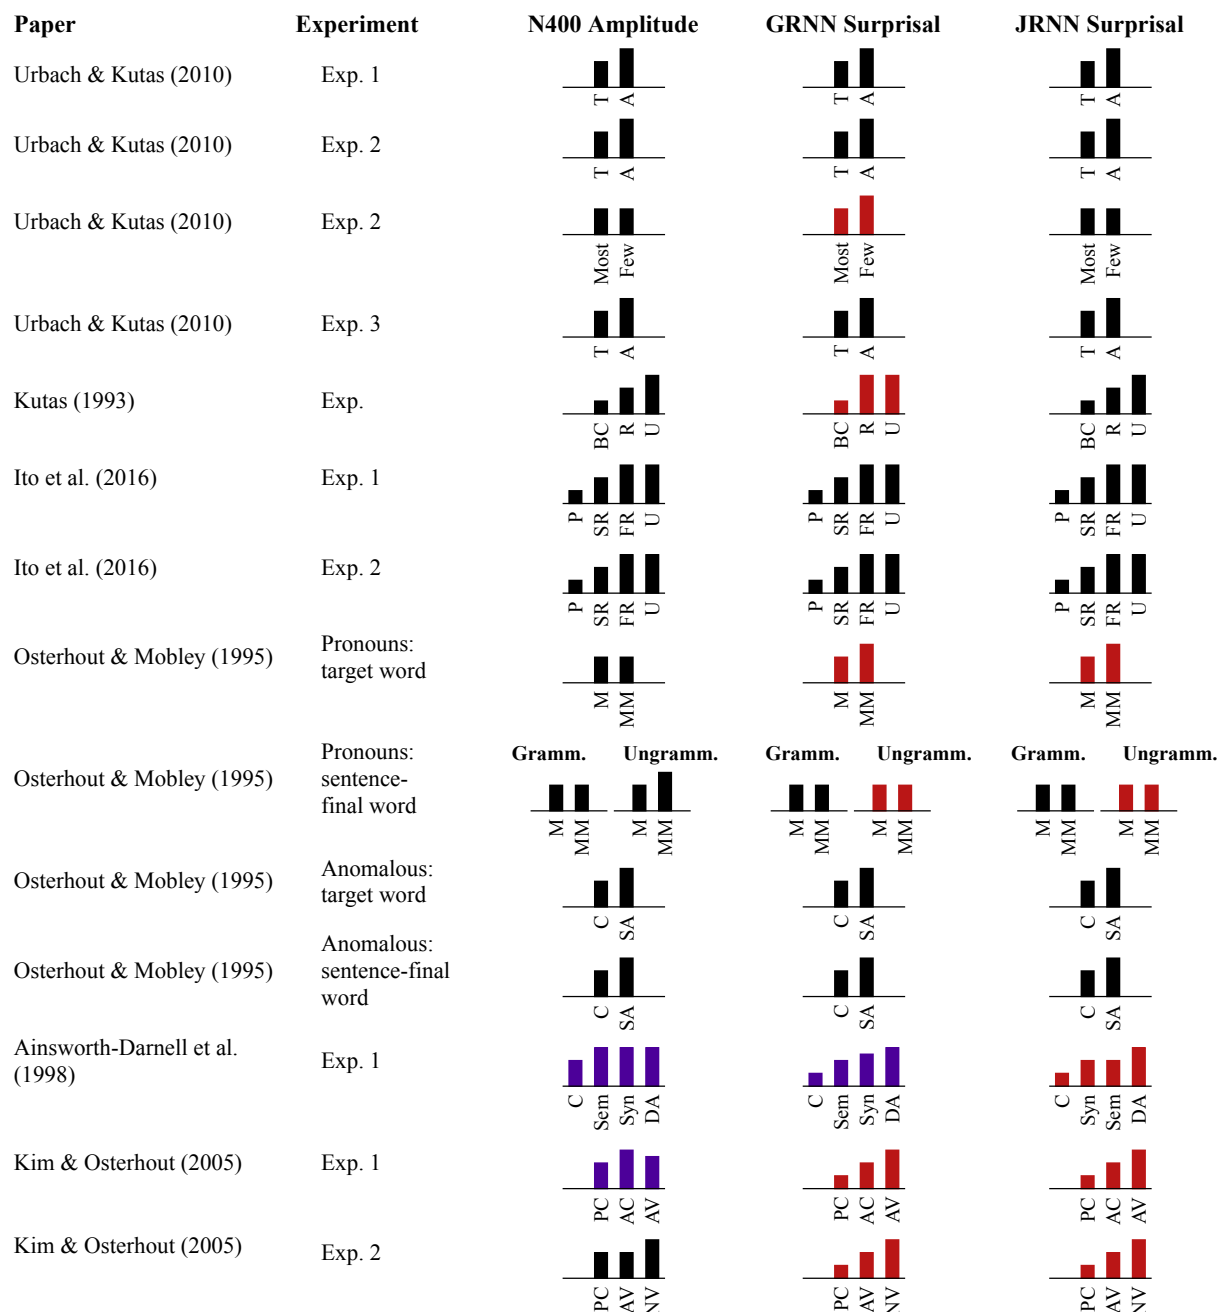 Paper Experiment N400 Amplitude GRNN Surprisal JRNN Surprisal
Urbach & Kutas (2010) Exp. 1
T A T A T A
Urbach & Kutas (2010) Exp. 2
T A T A T A
Urbach & Kutas (2010) Exp. 2
Most Few Most Few Most Few
Urbach & Kutas (2010) Exp. 3
T A T A T A
Kutas (1993) Exp.
BC R U BC R U BC R U
Ito et al. (2016) Exp. 1
P SR FR U P SR FR U P SR FR U
Ito et al. (2016) Exp. 2
P SR FR U P SR FR U P SR FR U
Osterhout & Mobley (1995) Pronouns:
target word
M MM M MM M MM
Osterhout & Mobley (1995) Pronouns:
sentence-
final word
Gramm. Ungramm. Gramm. Ungramm. Gramm. Ungramm.
M MM M MM M MM M MM M MM M MM
Osterhout & Mobley (1995) Anomalous:
target word
C SA C SA C SA
Osterhout & Mobley (1995) Anomalous:
sentence-final
word
C SA C SA C SA
Ainsworth-Darnell et al.
(1998) Exp. 1
C Sem Syn DA C Sem Syn DA C Syn Sem DA
Kim & Osterhout (2005) Exp. 1
PC AC AV PC AC AV PC AC AV
Kim & Osterhout (2005) Exp. 2
PC AV NV PC AV NV PC AV NV